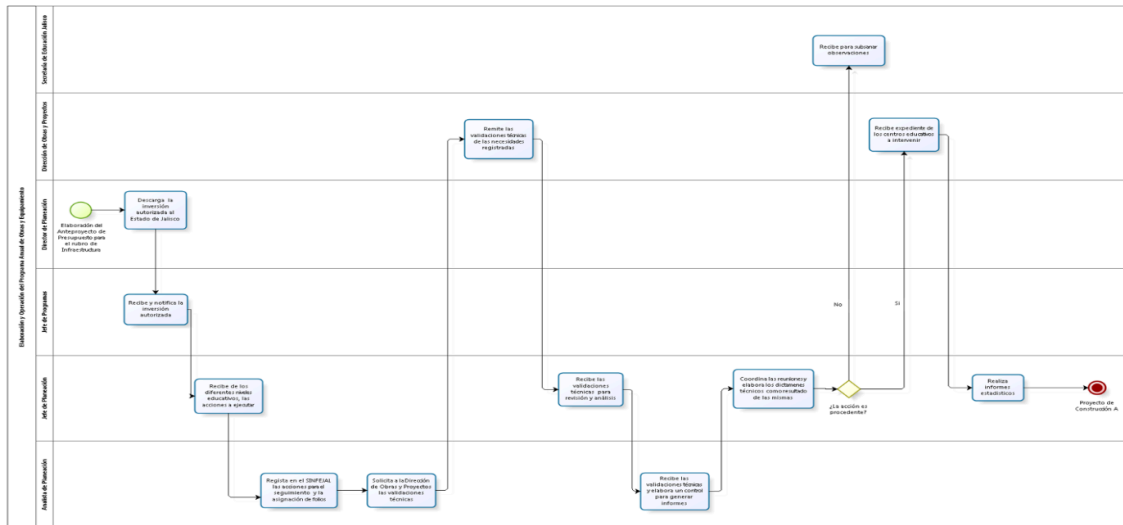 Elaboración y Operación del Programa Anual de Obras y Equipamiento
Secretaría de Educación Jalisco
Recibe para subsanar
observaciones
Dirección de Obras y Proyectos
Remite las
validaciones técnicas
de las necesidades
registradas
Recibe expediente de
los centros educativos
a intervenir
Director de Planeación
Elaboración del
Anteproyecto de
Presupuesto para
el rubro de
Infraestructura
Descarga la
inversión
autorizada al
Estado de Jalisco
Jefe de Programas
Recibe y notifica la
inversión
autorizada
No
Si
Jefe de Planeación
Recibe de los
diferentes niveles
educativos, las
acciones a ejecutar
Recibe las
validaciones
técnicas para
revisión y análisis
Coordina las reuniones y
elabora los dictámenes
técnicos como resultado
de las mismas
¿La acción es
procedente?
Realiza
informes
estadísticos
Proyecto de
Construcción A
Analista de Planeación
Registra en el SINFEJAL
las acciones para el
seguimiento y la
asignación de folios
Solicita a la Dirección
de Obras y Proyectos
las validaciones
técnicas
Recibe las
validaciones técnicas
y elabora un control
para generar
informes